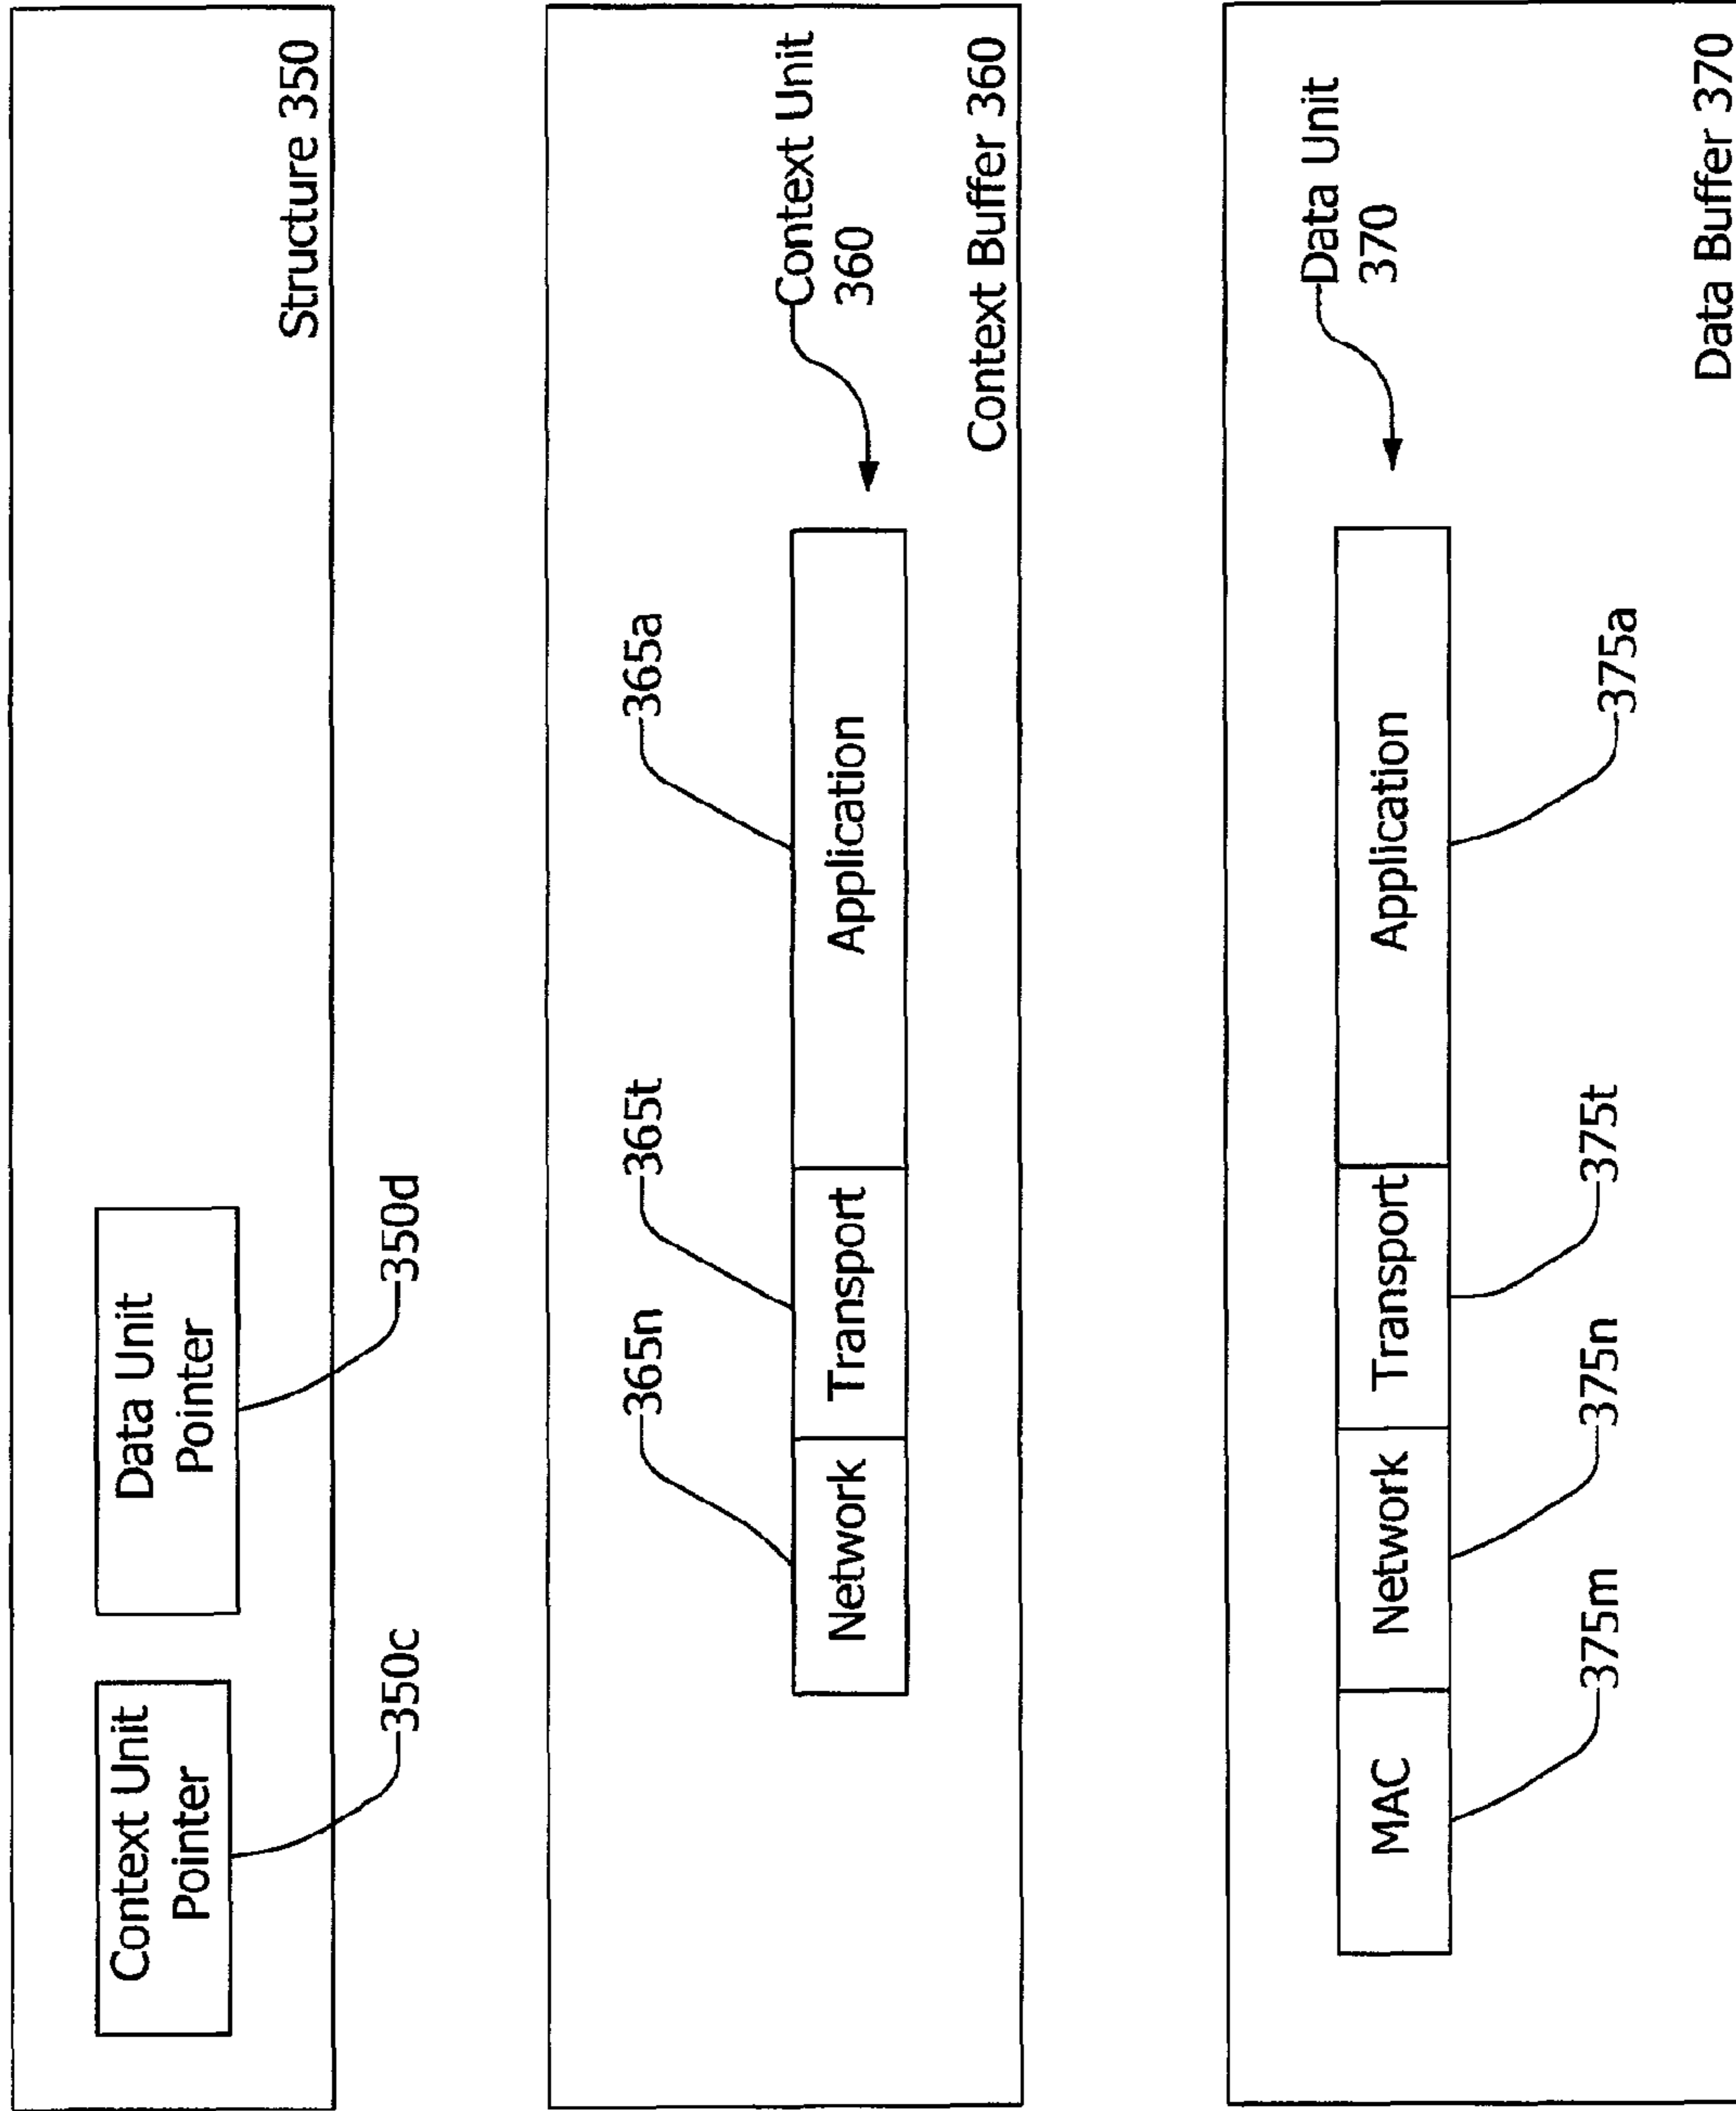 Context Unit
Pointer
Data Unit
Pointer
350c
350d
Structure 350
365n
365t
365a
Network
Transport
Application
Context Unit
360
Context Buffer 360
MAC
Network
Transport
Application
Data Unit
370
375m
375n
375t
375a
Data Buffer 370